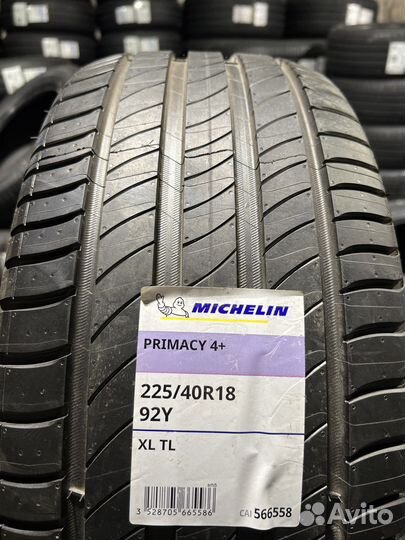 MICHELIN
PRIMACY 4+
225/40R18
92Y
XL TL
3 528705 665586
CAI 566558
Avito